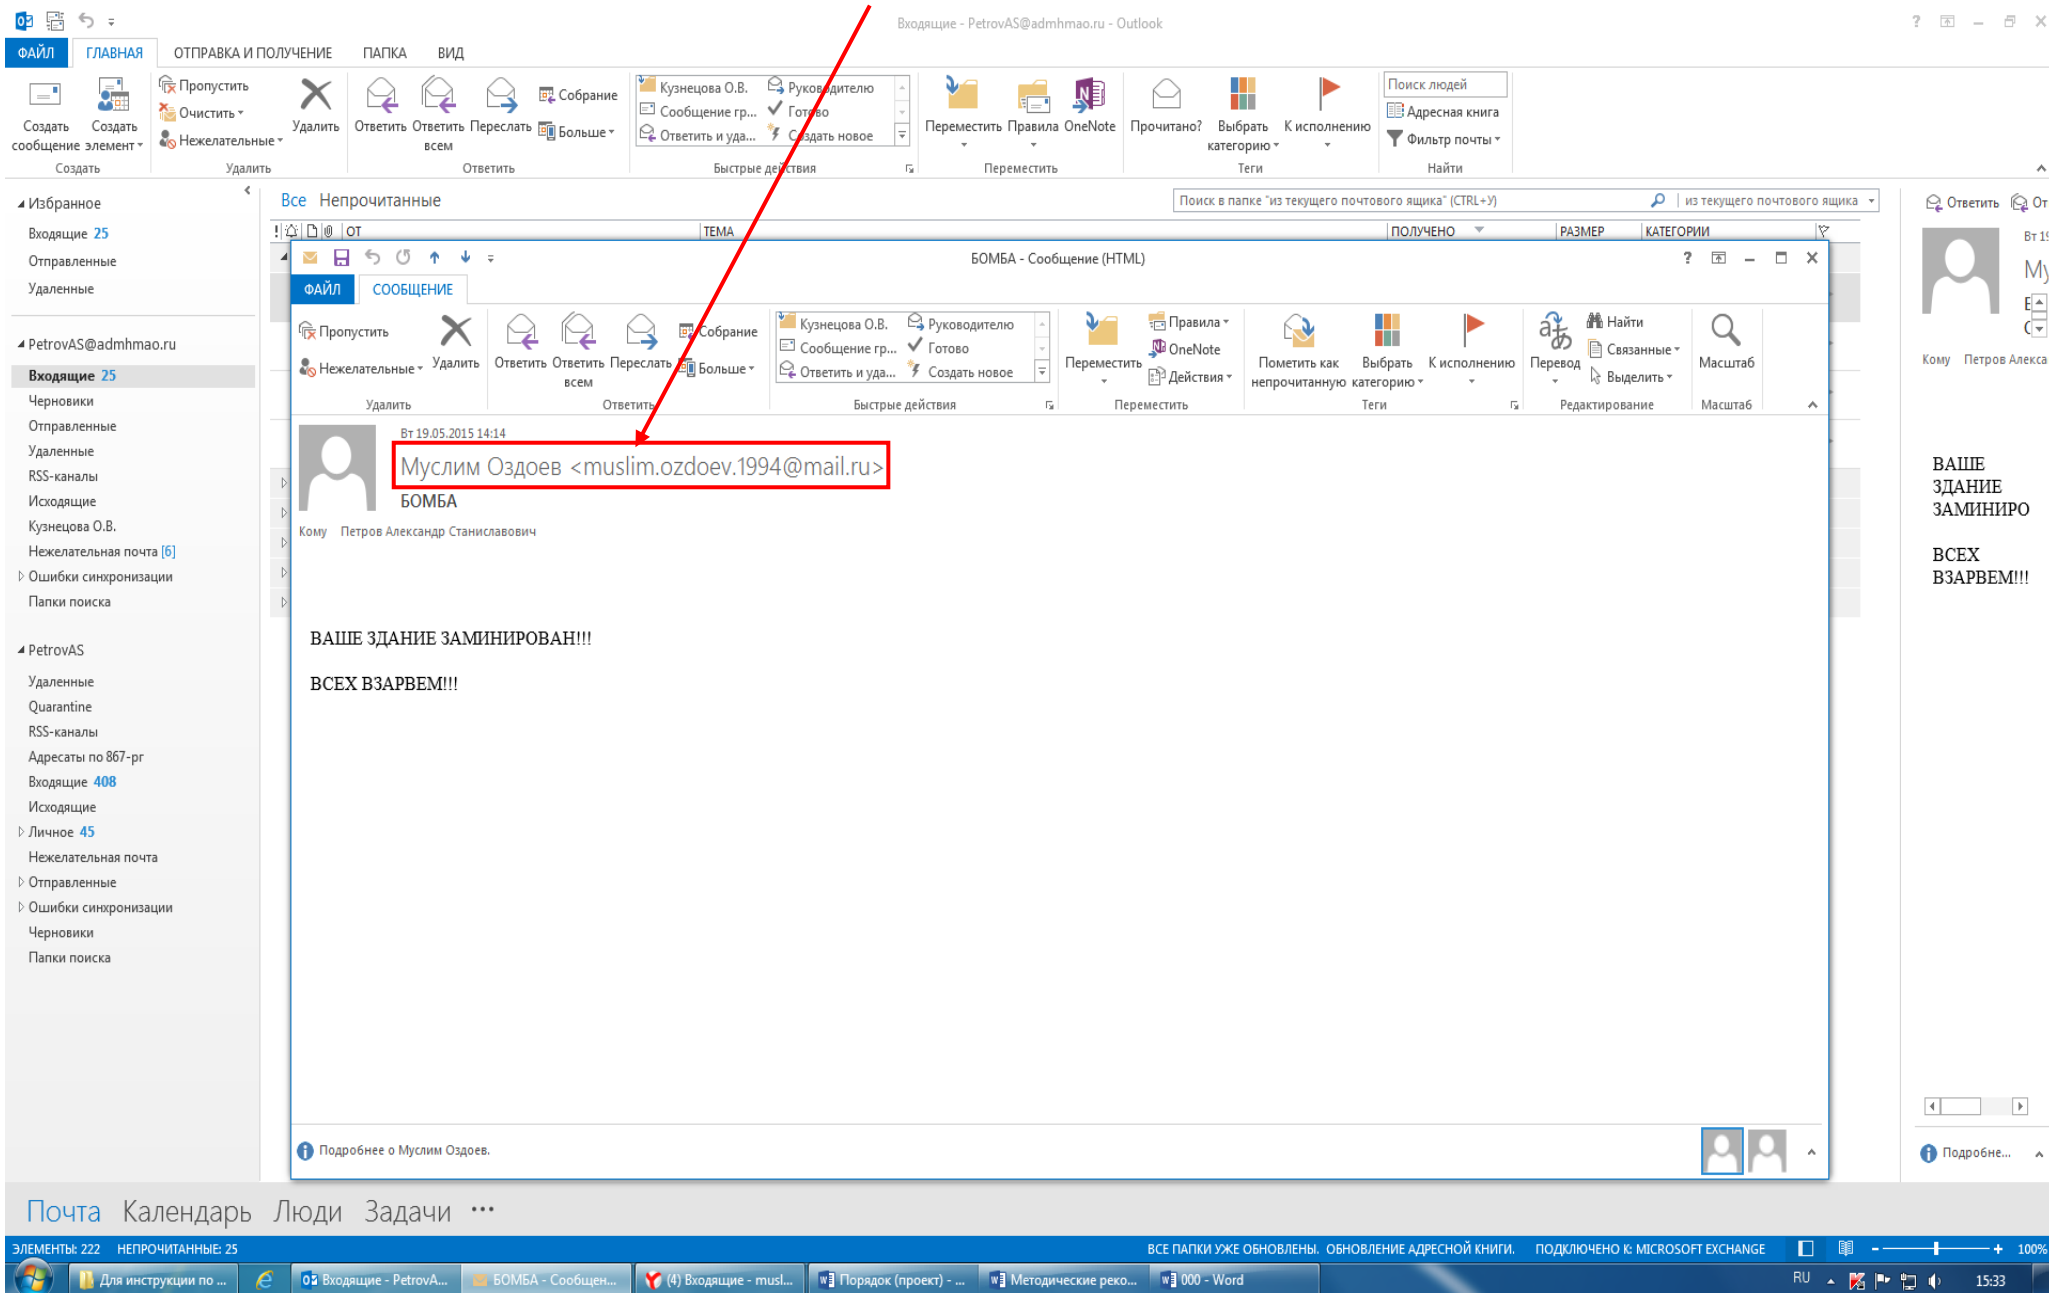 Входящие - PetrovAS@admhmao.ru - Outlook
ФАЙЛ ГЛАВНАЯ ОТПРАВКА И ПОЛУЧЕНИЕ ПАПКА ВИД
Создать сообщение
Создать элемент
Создать
Пропустить
Очистить
Нежелательные
Удалить
Удалить
Ответить
Ответить всем
Переслать
Собрание
Больше
Ответить
Кузнецова О.В.
Сообщение гр...
Ответить и уда...
Руководителю
Готово
Создать новое
Быстрые действия
Переместить
Правила
OneNote
Переместить
Прочитано?
Выбрать категорию
К исполнению
Теги
Поиск людей
Адресная книга
Фильтр почты
Найти
Избранное
Входящие 25
Отправленные
Удаленные
PetrovAS@admhmao.ru
Входящие 25
Черновики
Отправленные
Удаленные
RSS-каналы
Исходящие
Кузнецова О.В.
Нежелательная почта [6]
Ошибки синхронизации
Папки поиска
PetrovAS
Удаленные
Quarantine
RSS-каналы
Адресаты по 867-рг
Входящие 408
Исходящие
Личное 45
Нежелательная почта
Отправленные
Ошибки синхронизации
Черновики
Папки поиска
Все Непрочитанные
Поиск в папке "из текущего почтового ящика" (CTRL+У)
из текущего почтового ящика
ОТ ТЕМА ПОЛУЧЕНО РАЗМЕР КАТЕГОРИИ
БОМБА - Сообщение (HTML)
ФАЙЛ СООБЩЕНИЕ
Пропустить
Нежелательные
Удалить
Удалить
Ответить
Ответить всем
Переслать
Собрание
Больше
Ответить
Кузнецова О.В.
Сообщение гр...
Ответить и уда...
Руководителю
Готово
Создать новое
Быстрые действия
Переместить
Правила
OneNote
Действия
Переместить
Пометить как непрочитанную
Выбрать категорию
К исполнению
Теги
Перевод
Найти
Связанные
Выделить
Редактирование
Масштаб
Масштаб
Вт 19.05.2015 14:14
Муслим Оздоев <muslim.ozdoev.1994@mail.ru>
БОМБА
Кому Петров Александр Станиславович
ВАШЕ ЗДАНИЕ ЗАМИНИРОВАН!!!
ВСЕХ ВЗАРВЕМ!!!
Подробнее о Муслим Оздоев.
Ответить От
Вт 19
Му
Кому Петров Алекса
ВАШЕ
ЗДАНИЕ
ЗАМИНИРО
ВСЕХ
ВЗАРВЕМ!!!
Подробне...
Почта Календарь Люди Задачи ...
ЭЛЕМЕНТЫ: 222 НЕПРОЧИТАННЫЕ: 25
ВСЕ ПАПКИ УЖЕ ОБНОВЛЕНЫ. ОБНОВЛЕНИЕ АДРЕСНОЙ КНИГИ. ПОДКЛЮЧЕНО К: MICROSOFT EXCHANGE
100%
Для инструкции по ...
Входящие - PetrovA...
БОМБА - Сообщен...
(4) Входящие - musl...
Порядок (проект) - ...
Методические реко...
000 - Word
RU
15:33